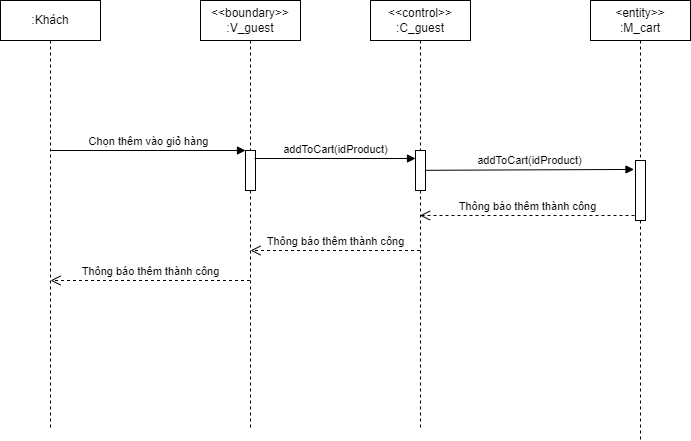 :Khách
<<boundary>>
:V_guest
<<control>>
:C_guest
<entity>>
:M_cart
Chọn thêm vào giỏ hàng
addToCart(idProduct)
addToCart(idProduct)
Thông báo thêm thành công
Thông báo thêm thành công
Thông báo thêm thành công